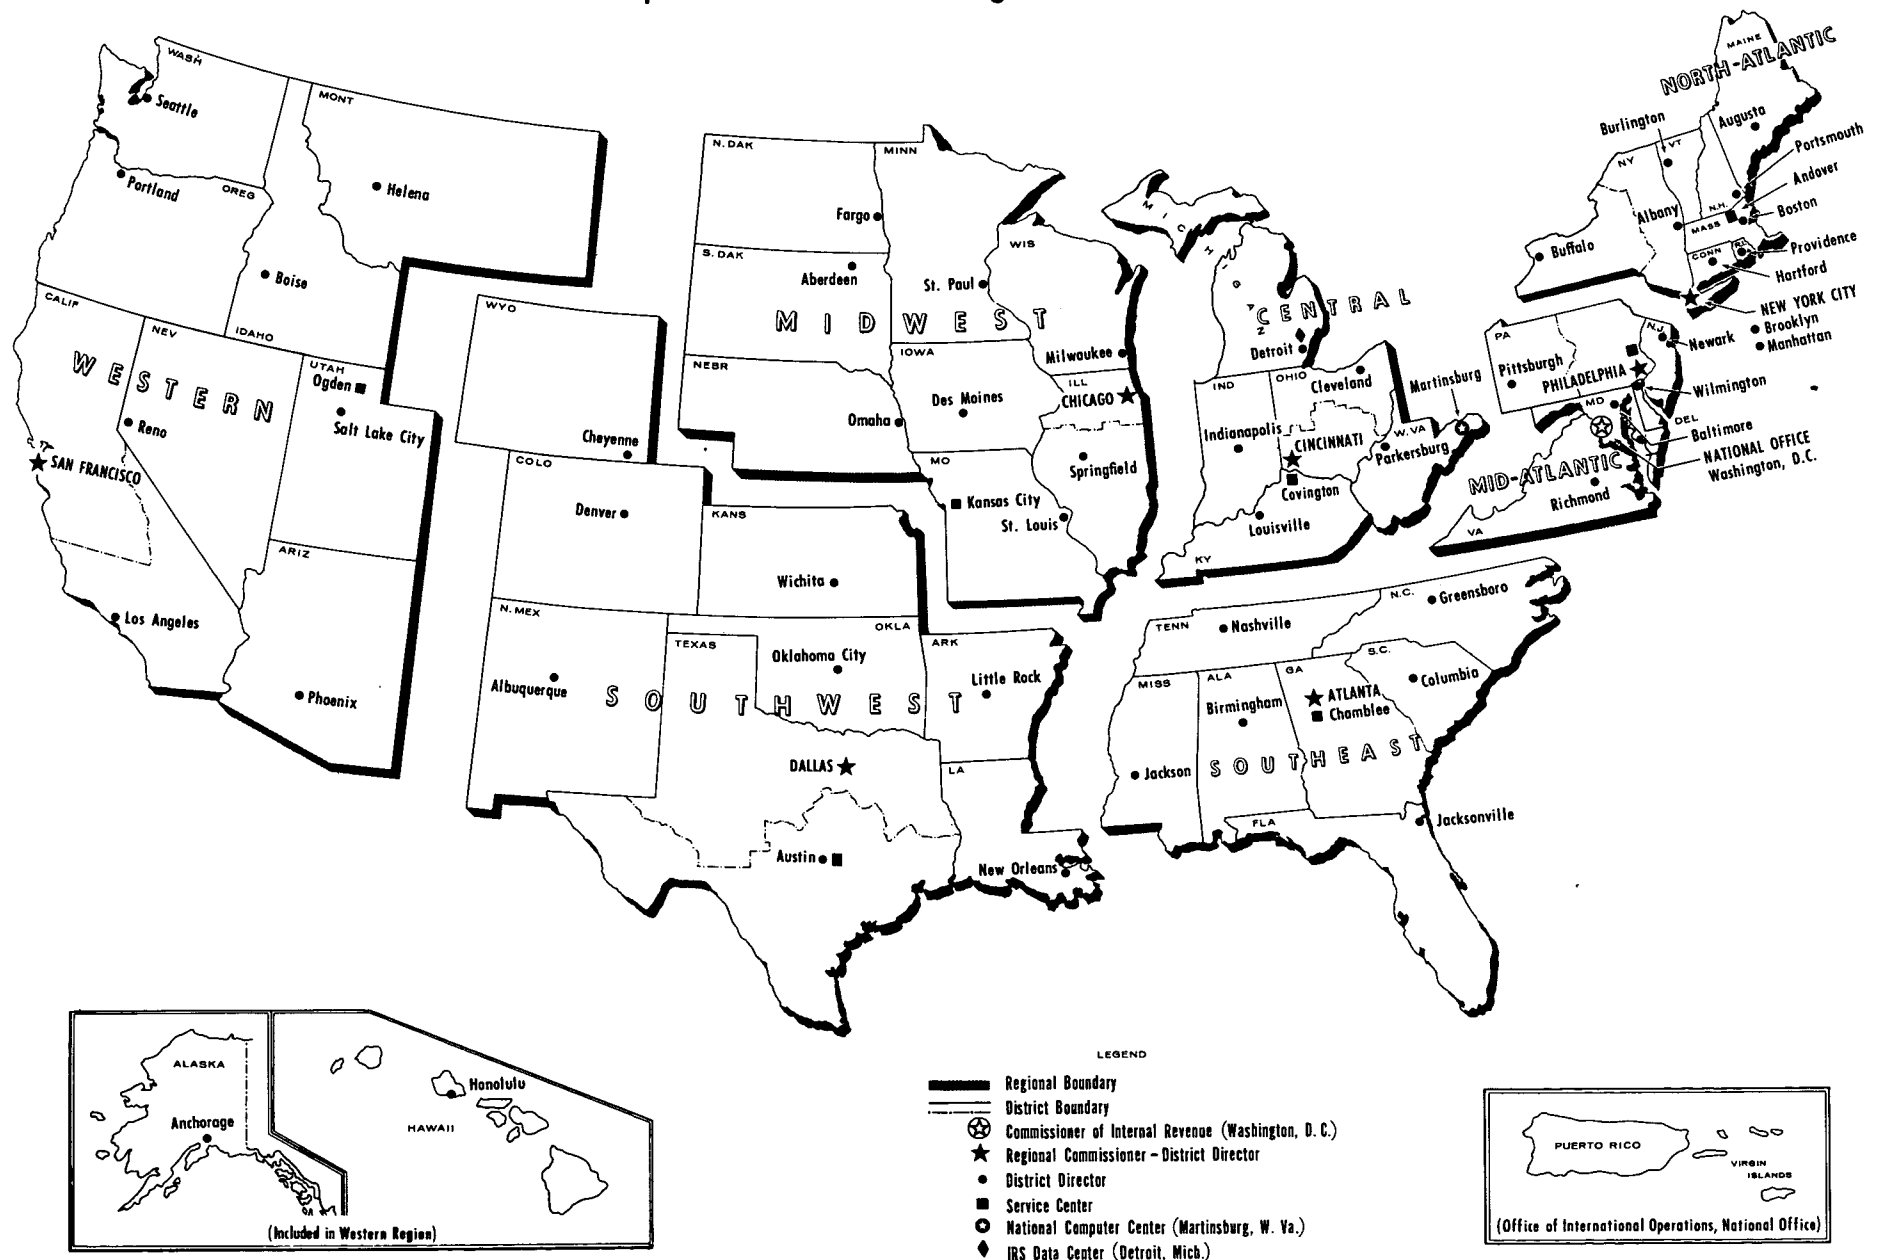 WASH
Seattle
MONT
Helena
Portland
OREG
Boise
IDAHO
CALIF
NEV
WESTERN
UTAH
Ogden
Salt Lake City
Reno
SAN FRANCISCO
ARIZ
Los Angeles
Phoenix
WYO
Cheyenne
COLO
Denver
KANS
Wichita
N. MEX
Albuquerque
TEXAS
OKLA
Oklahoma City
SOUTHWEST
ARK
Little Rock
DALLAS
LA
Austin
New Orleans
N. DAK
MINN
Fargo
S. DAK
Aberdeen
St. Paul
WIS
MIDWEST
NEBR
IOWA
Milwaukee
ILL
CHICAGO
Des Moines
Omaha
MO
Springfield
Kansas City
St. Louis
MICHIGAN
CENTRAL
Detroit
IND
OHIO
Cleveland
Martinsburg
Indianapolis
CINCINNATI
W. VA
Parkersburg
Covington
Louisville
KY
MAINE
NORTH-ATLANTIC
Augusta
Burlington
VT
NY
Portsmouth
Andover
Albany
N.H.
MASS
Boston
Buffalo
CONN
R.I.
Providence
Hartford
NEW YORK CITY
Brooklyn
Manhattan
PA
N.J.
Newark
Pittsburgh
PHILADELPHIA
Wilmington
MD
DEL
Baltimore
NATIONAL OFFICE
Washington, D.C.
MID-ATLANTIC
Richmond
VA
N.C.
Greensboro
TENN
Nashville
S.C.
Columbia
MISS
ALA
GA
Birmingham
ATLANTA
Chamblee
SOUTHEAST
Jackson
FLA
Jacksonville
ALASKA
Anchorage
Honolulu
HAWAII
(Included in Western Region)
LEGEND
Regional Boundary
District Boundary
Commissioner of Internal Revenue (Washington, D. C.)
Regional Commissioner – District Director
District Director
Service Center
National Computer Center (Martinsburg, W. Va.)
IRS Data Center (Detroit, Mich.)
PUERTO RICO
VIRGIN
ISLANDS
(Office of International Operations, National Office)